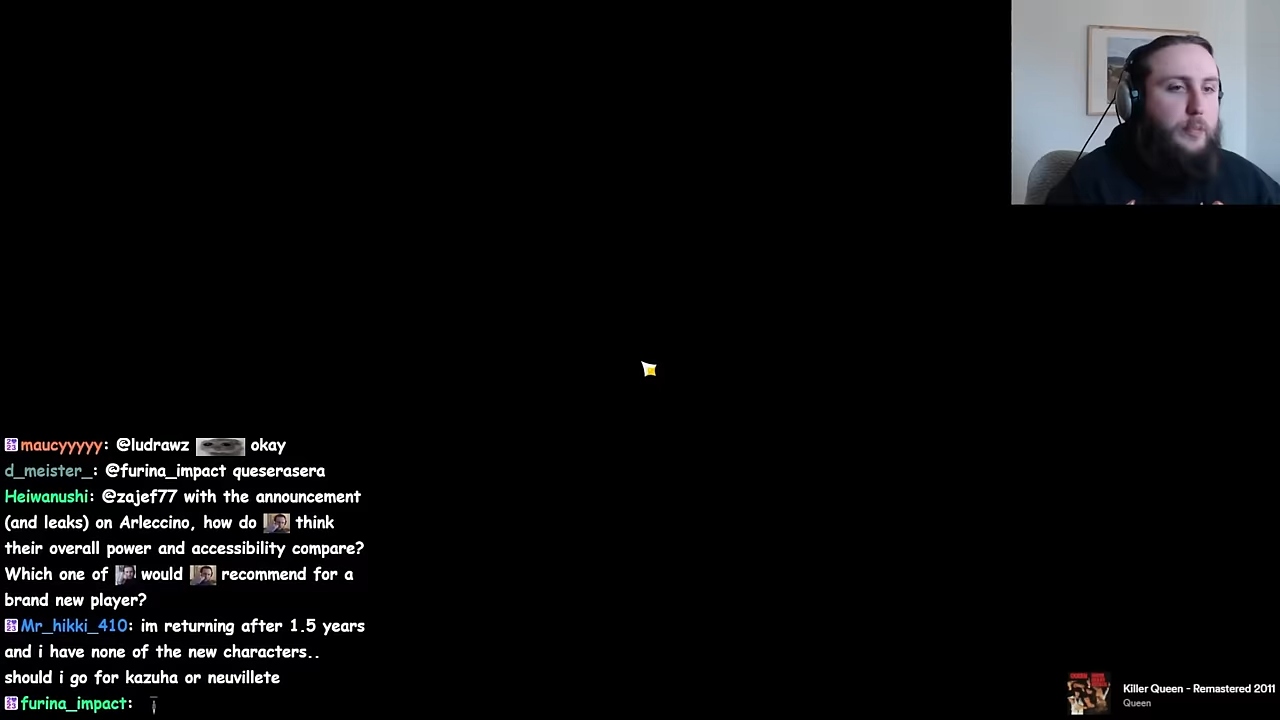 maucyyyyy: @ludrawz okay
d_meister_: @furina_impact queserasera
Heiwanushi: @zajef77 with the announcement
(and leaks) on Arleccino, how do think
their overall power and accessibility compare?
Which one of would recommend for a
brand new player?
Mr_hikki_410: im returning after 1.5 years
and i have none of the new characters..
should i go for kazuha or neuvillete
furina_impact:
Killer Queen - Remastered 2011
Queen